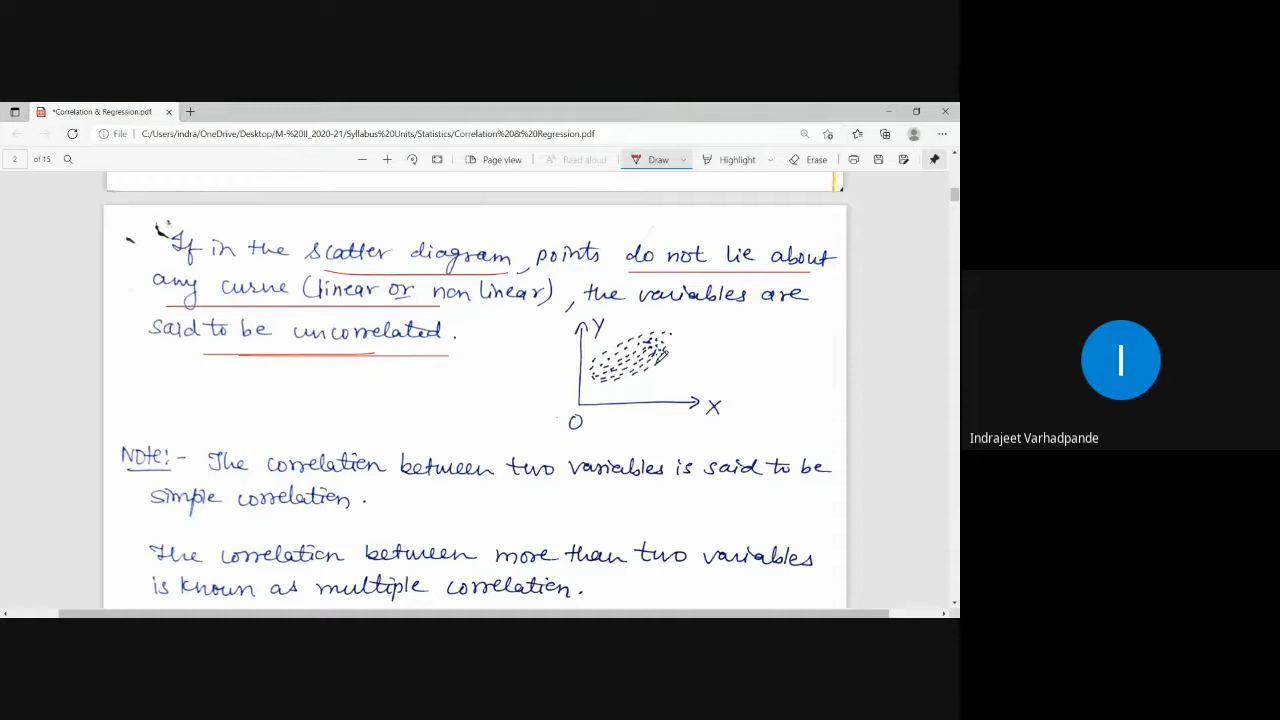 *Correlation & Regression.pdf
File C:/Users/indra/OneDrive/Desktop/M-%20II_2020-21/Syllabus%20Units/Statistics/Correlation%20&%20Regression.pdf
2 of 15 Page view Read aloud Draw Highlight Erase
If in the scatter diagram, points do not lie about
any curve (linear or non linear), the variables are
said to be uncorrelated.
Y
X
O
Note:- The correlation between two variables is said to be
simple correlation.
The correlation between more than two variables
is known as multiple correlation.
I
Indrajeet Varhadpande